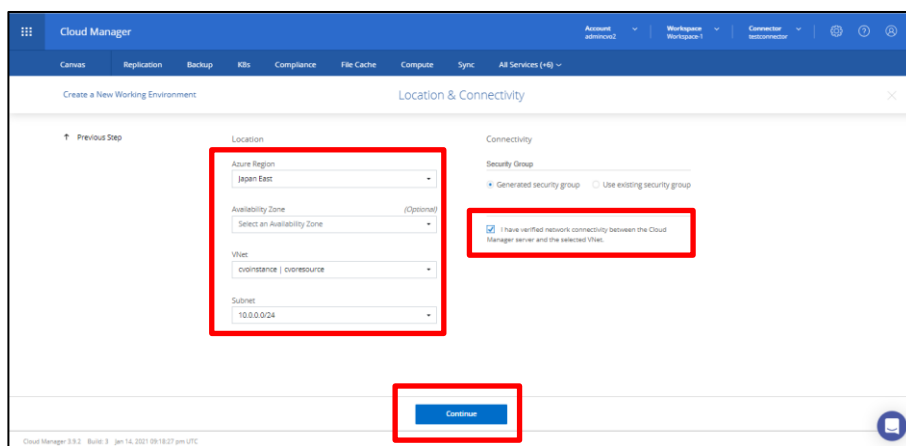 Cloud Manager
Account
admincvo2
Workspace
Workspace-1
Connector
testconnector
Canvas
Replication
Backup
K8s
Compliance
File Cache
Compute
Sync
All Services (+6)
Create a New Working Environment
Location & Connectivity
Previous Step
Location
Connectivity
Azure Region
Japan East
Security Group
Generated security group
Use existing security group
Availability Zone
(Optional)
Select an Availability Zone
I have verified network connectivity between the Cloud
Manager server and the selected VNet.
VNet
cvoinstance | cvoresource
Subnet
10.0.0.0/24
Continue
Cloud Manager 3.9.2 Build: 3 Jan 14, 2021 09:18:27 pm UTC